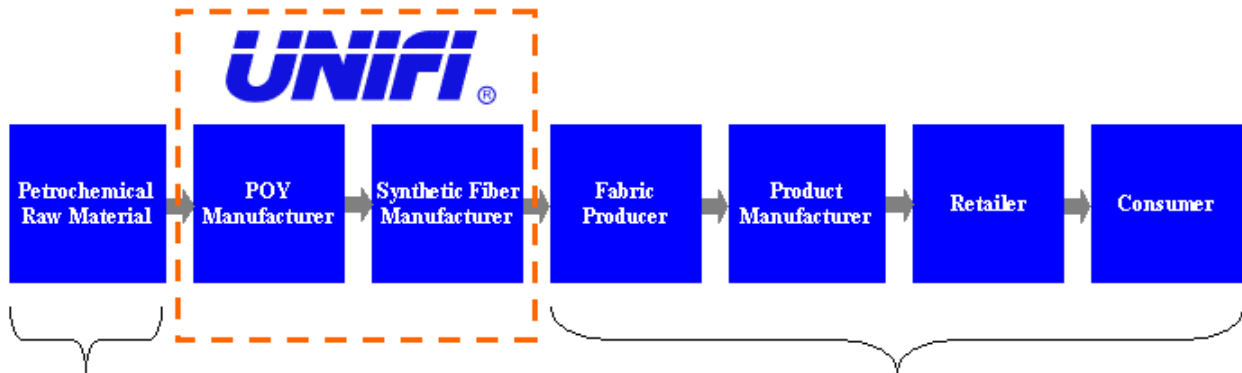 UNIFI
®
Petrochemical
Raw Material
POY
Manufacturer
Synthetic Fiber
Manufacturer
Fabric
Producer
Product
Manufacturer
Retailer
Consumer